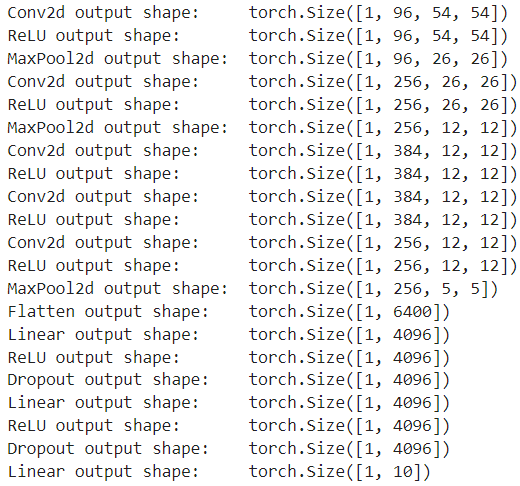 Conv2d output shape: torch.Size([1, 96, 54, 54])
ReLU output shape: torch.Size([1, 96, 54, 54])
MaxPool2d output shape: torch.Size([1, 96, 26, 26])
Conv2d output shape: torch.Size([1, 256, 26, 26])
ReLU output shape: torch.Size([1, 256, 26, 26])
MaxPool2d output shape: torch.Size([1, 256, 12, 12])
Conv2d output shape: torch.Size([1, 384, 12, 12])
ReLU output shape: torch.Size([1, 384, 12, 12])
Conv2d output shape: torch.Size([1, 384, 12, 12])
ReLU output shape: torch.Size([1, 384, 12, 12])
Conv2d output shape: torch.Size([1, 256, 12, 12])
ReLU output shape: torch.Size([1, 256, 12, 12])
MaxPool2d output shape: torch.Size([1, 256, 5, 5])
Flatten output shape: torch.Size([1, 6400])
Linear output shape: torch.Size([1, 4096])
ReLU output shape: torch.Size([1, 4096])
Dropout output shape: torch.Size([1, 4096])
Linear output shape: torch.Size([1, 4096])
ReLU output shape: torch.Size([1, 4096])
Dropout output shape: torch.Size([1, 4096])
Linear output shape: torch.Size([1, 10])